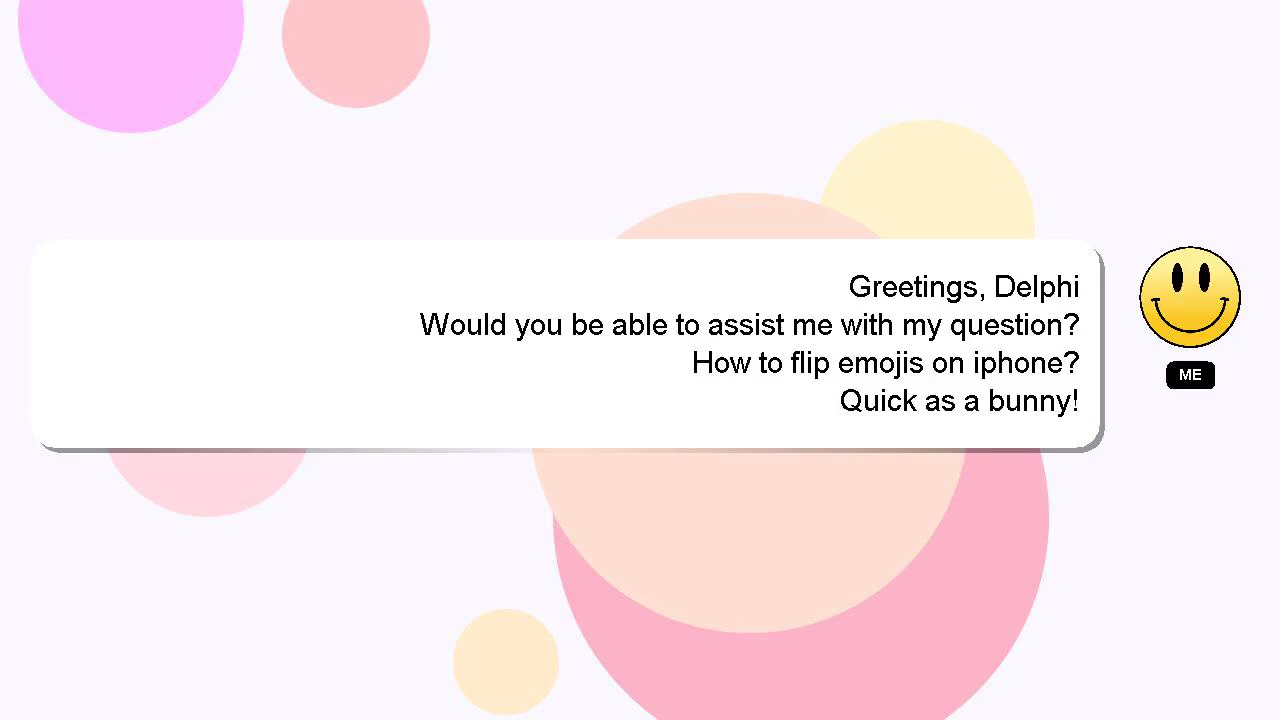 Greetings, Delphi
Would you be able to assist me with my question?
How to flip emojis on iphone?
Quick as a bunny!
ME